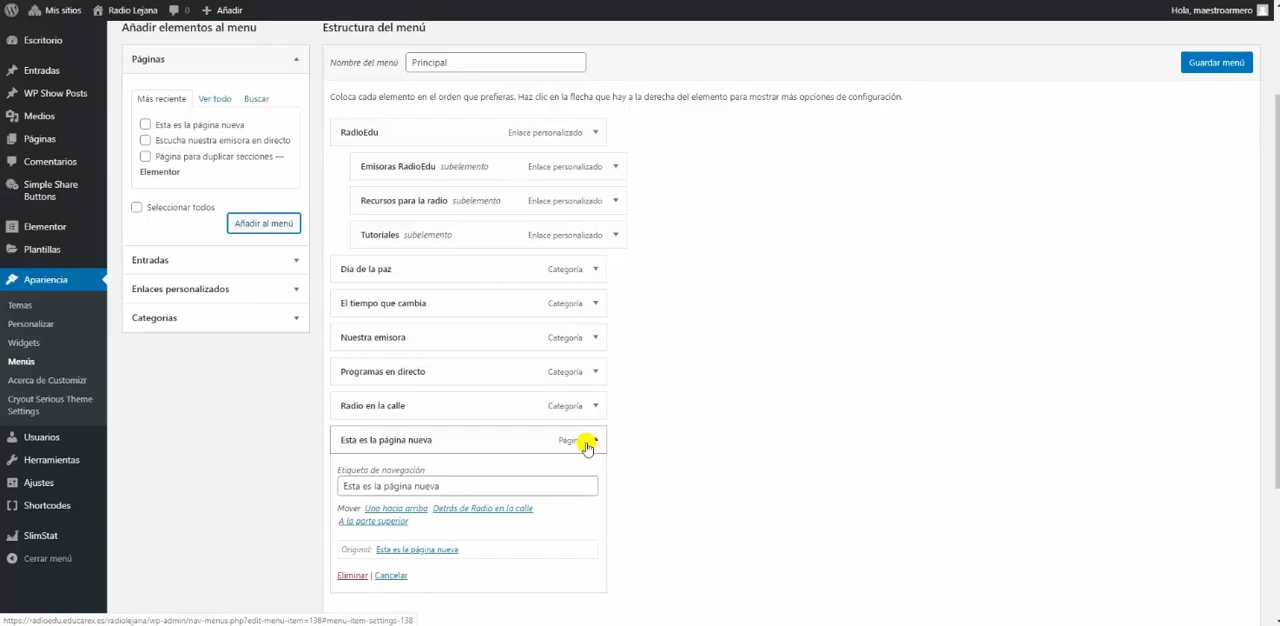 Mis sitios
Radio Lejana
0
Añadir
Hola, maestroarmero
Escritorio
Entradas
WP Show Posts
Medios
Páginas
Comentarios
Simple Share
Buttons
Elementor
Plantillas
Apariencia
Temas
Personalizar
Widgets
Menús
Acerca de Customizr
Cryout Serious Theme
Settings
Usuarios
Herramientas
Ajustes
Shortcodes
SlimStat
Cerrar menú
Añadir elementos al menú
Páginas
Más reciente
Ver todo
Buscar
Esta es la página nueva
Escucha nuestra emisora en directo
Página para duplicar secciones —
Elementor
Seleccionar todos
Añadir al menú
Entradas
Enlaces personalizados
Categorías
Estructura del menú
Nombre del menú
Principal
Guardar menú
Coloca cada elemento en el orden que prefieras. Haz clic en la flecha que hay a la derecha del elemento para mostrar más opciones de configuración.
RadioEdu Enlace personalizado
Emisoras RadioEdu subelemento Enlace personalizado
Recursos para la radio subelemento Enlace personalizado
Tutoriales subelemento Enlace personalizado
Día de la paz Categoría
El tiempo que cambia Categoría
Nuestra emisora Categoría
Programas en directo Categoría
Radio en la calle Categoría
Esta es la página nueva
Etiqueta de navegación
Esta es la página nueva
Mover Uno hacia arriba Detrás de Radio en la calle
A la parte superior
Original: Esta es la página nueva
Eliminar | Cancelar
https://radioedu.educarex.es/radiolejana/wp-admin/nav-menus.php?edit-menu-item=138#menu-item-settings-138